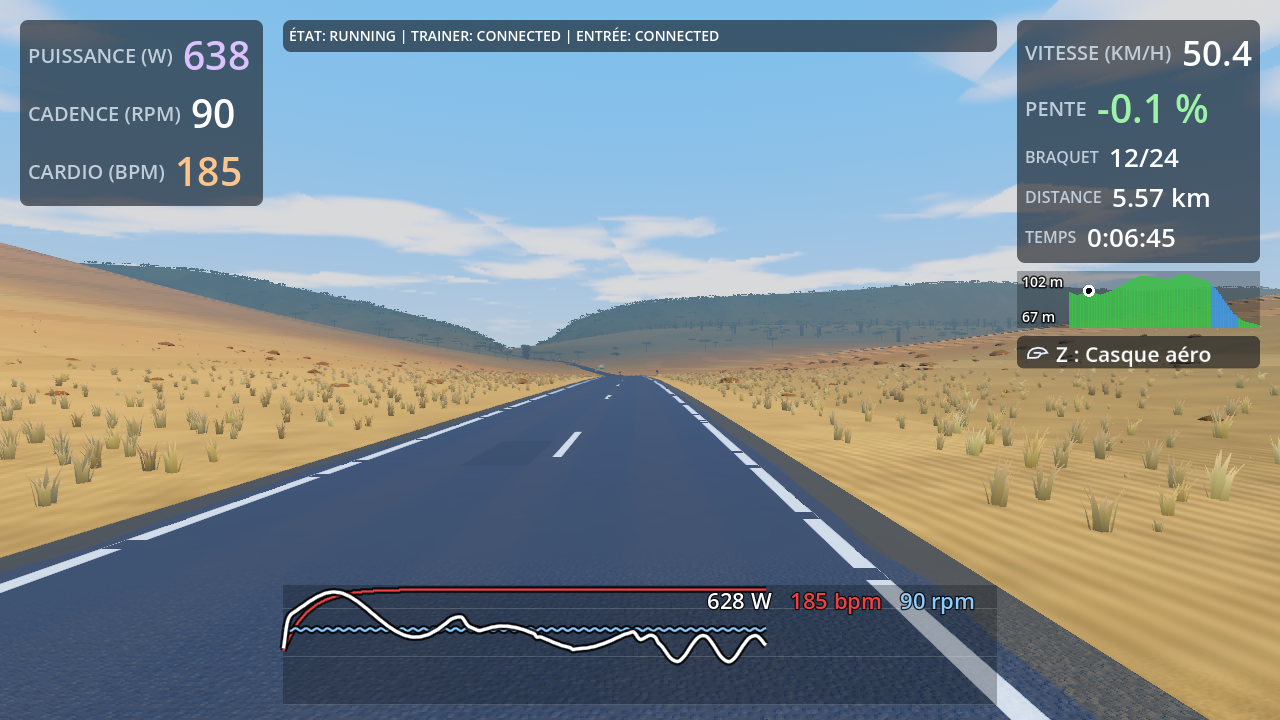 PUISSANCE (W) 638
CADENCE (RPM) 90
CARDIO (BPM) 185
ÉTAT: RUNNING | TRAINER: CONNECTED | ENTRÉE: CONNECTED
VITESSE (KM/H) 50.4
PENTE -0.1 %
BRAQUET 12/24
DISTANCE 5.57 km
TEMPS 0:06:45
102 m
67 m
Z : Casque aéro
628 W 185 bpm 90 rpm